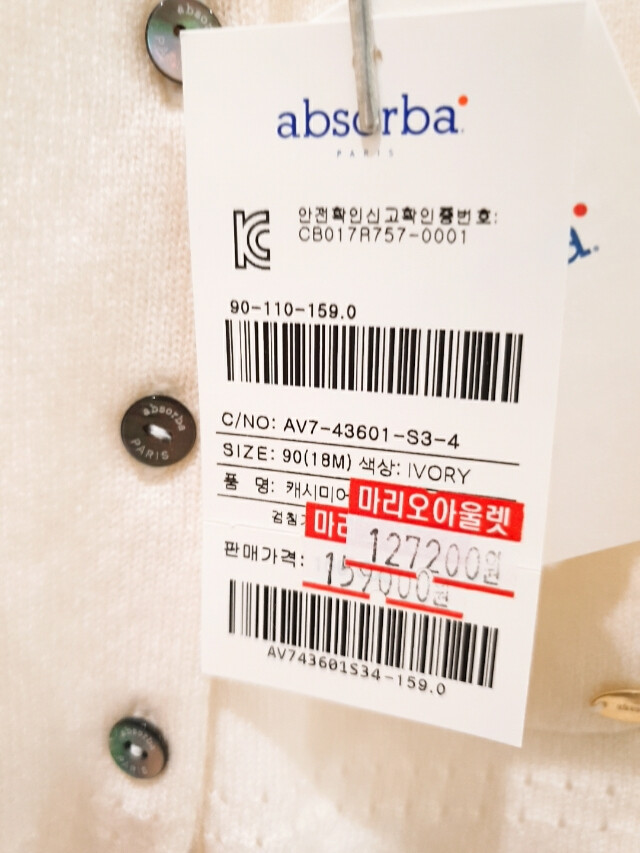 absorba
PARIS
안전확인신고확인증번호:
CB017R757-0001
90-110-159.0
C/NO: AV7-43601-S3-4
SIZE: 90(18M) 색상: IVORY
품 명: 캐시미어
마리오아울렛
마리
127200원
판매가격: 159000원
AV743601S34-159.0
absorba
PARIS
absorba
PARIS